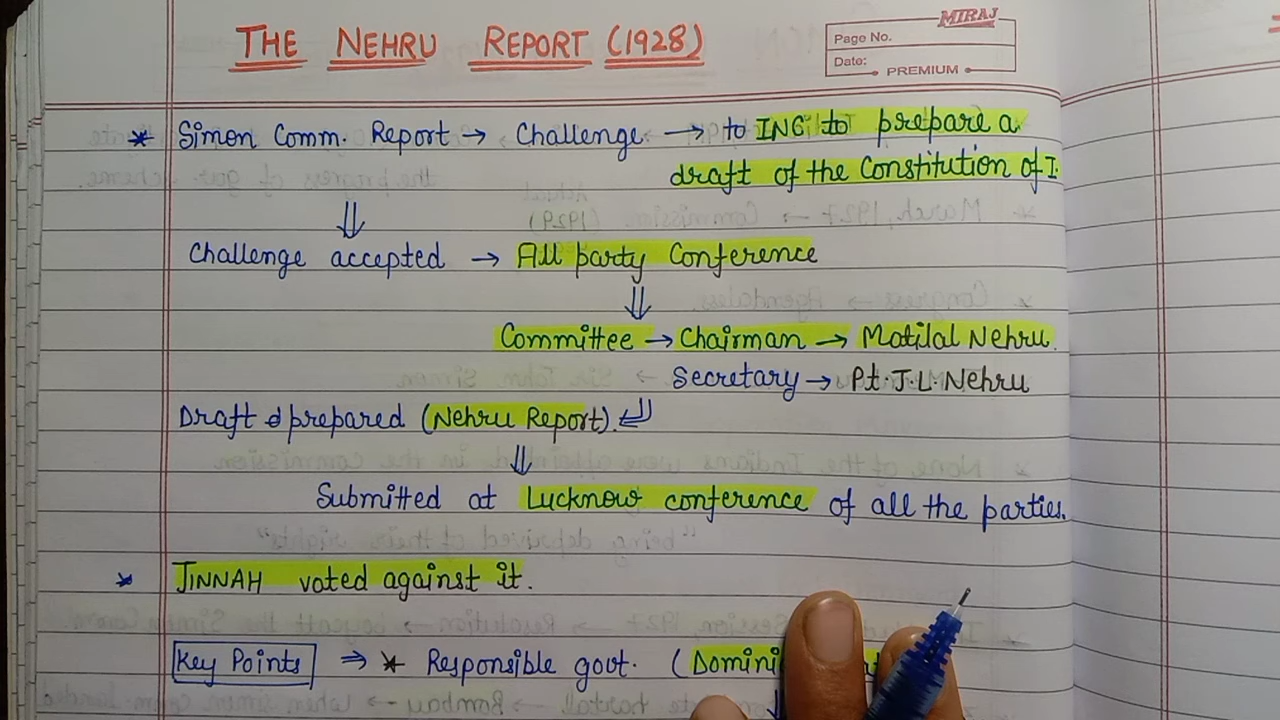 THE NEHRU REPORT (1928)
MIRAJ
Page No.
Date:
PREMIUM
* Simon Comm. Report → Challenge → to INC to prepare a
draft of the Constitution of I.
⇓
Challenge accepted → All party Conference
⇓
Committee → Chairman → Motilal Nehru.
Secretary → Pt. J.L. Nehru
Draft prepared (Nehru Report).
⇓
Submitted at Lucknow conference of all the parties.
* JINNAH voted against it.
Key Points ⇒ * Responsible govt. (